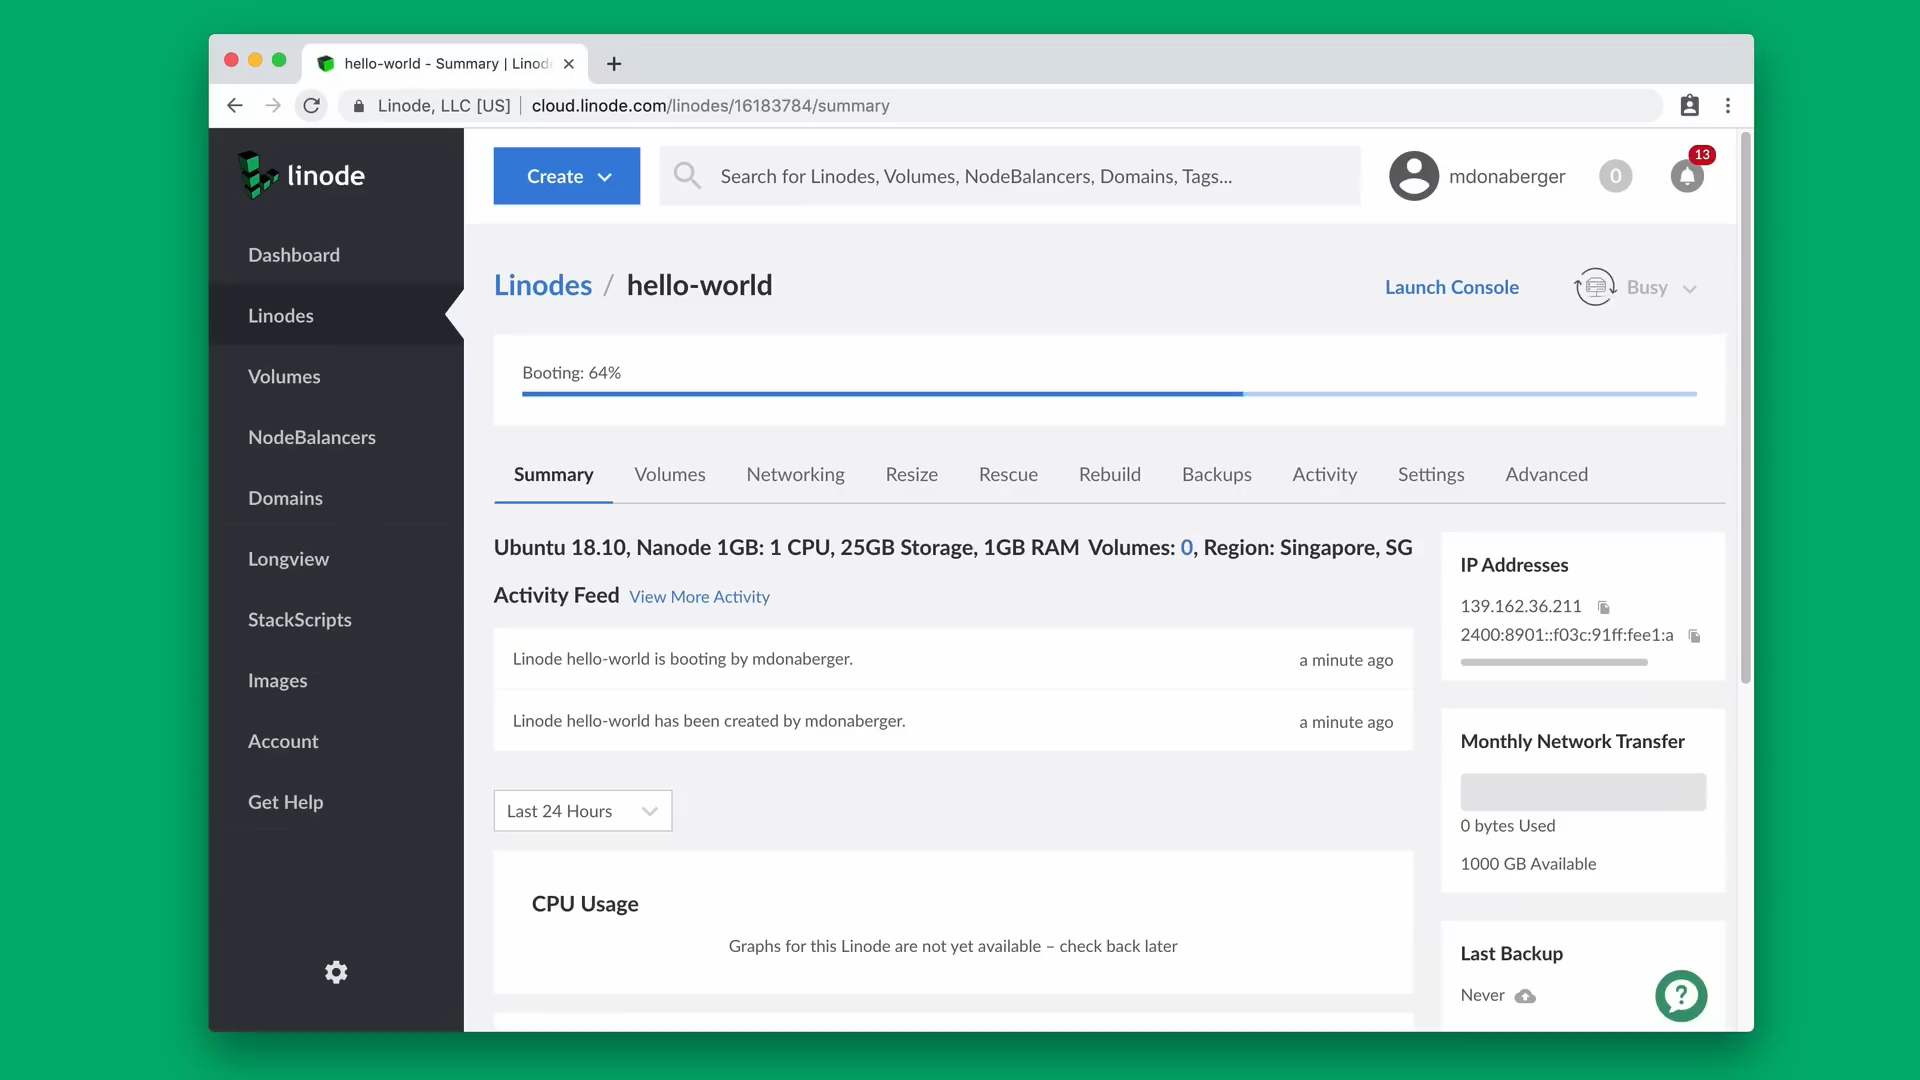 hello-world - Summary | Linod
Linode, LLC [US] | cloud.linode.com/linodes/16183784/summary
linode
Create
Search for Linodes, Volumes, NodeBalancers, Domains, Tags...
mdonaberger
0
13
Dashboard
Linodes
Volumes
NodeBalancers
Domains
Longview
StackScripts
Images
Account
Get Help
Linodes / hello-world
Launch Console
Busy
Booting: 64%
Summary Volumes Networking Resize Rescue Rebuild Backups Activity Settings Advanced
Ubuntu 18.10, Nanode 1GB: 1 CPU, 25GB Storage, 1GB RAM Volumes: 0, Region: Singapore, SG
Activity Feed View More Activity
Linode hello-world is booting by mdonaberger. a minute ago
Linode hello-world has been created by mdonaberger. a minute ago
Last 24 Hours
CPU Usage
Graphs for this Linode are not yet available – check back later
IP Addresses
139.162.36.211
2400:8901::f03c:91ff:fee1:a
Monthly Network Transfer
0 bytes Used
1000 GB Available
Last Backup
Never
?